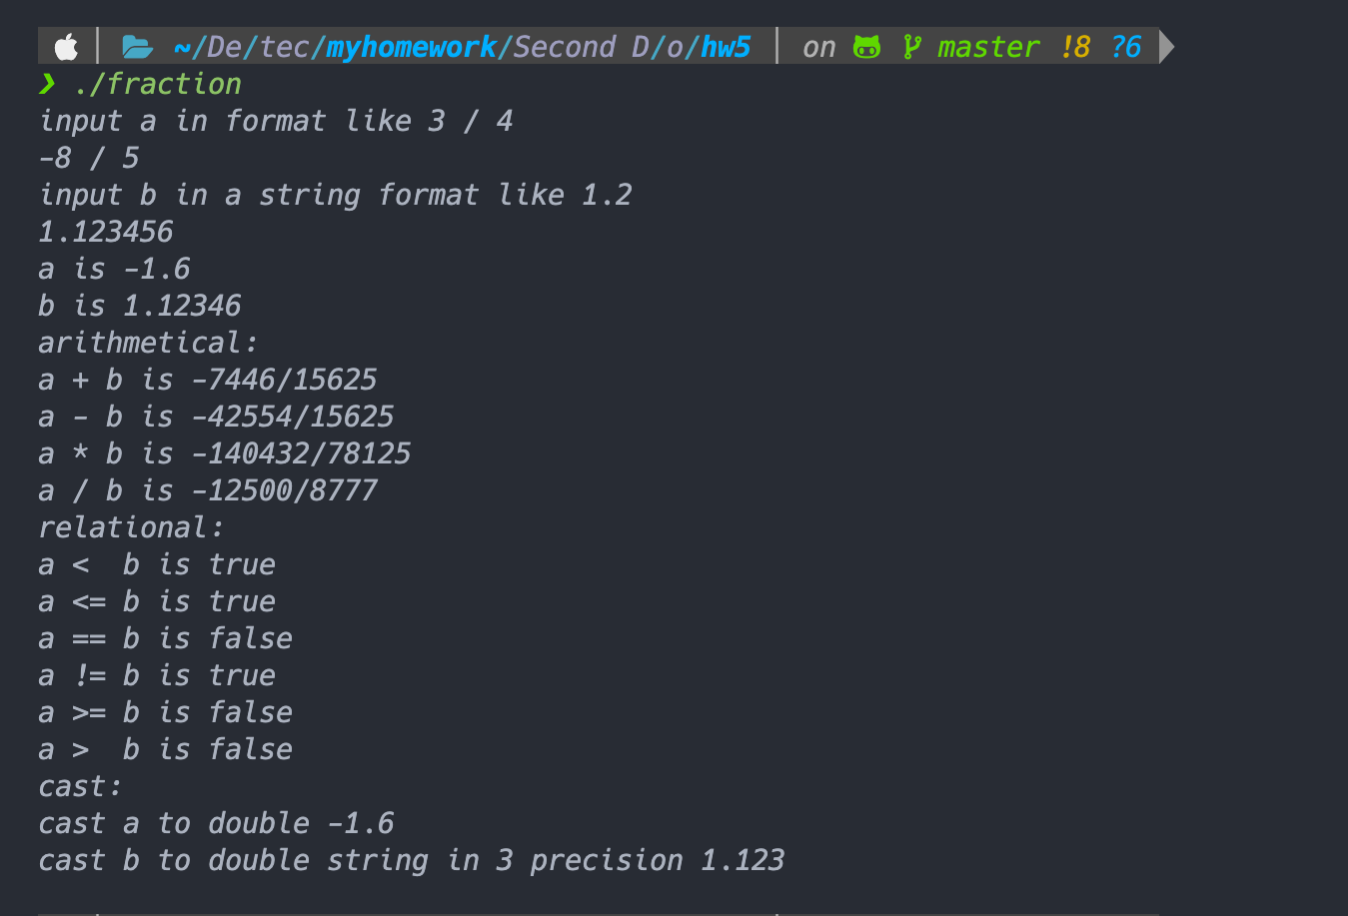 ~/De/tec/myhomework/Second D/o/hw5 on master !8 ?6
❯ ./fraction
input a in format like 3 / 4
-8 / 5
input b in a string format like 1.2
1.123456
a is -1.6
b is 1.12346
arithmetical:
a + b is -7446/15625
a - b is -42554/15625
a * b is -140432/78125
a / b is -12500/8777
relational:
a <  b is true
a <= b is true
a == b is false
a != b is true
a >= b is false
a >  b is false
cast:
cast a to double -1.6
cast b to double string in 3 precision 1.123